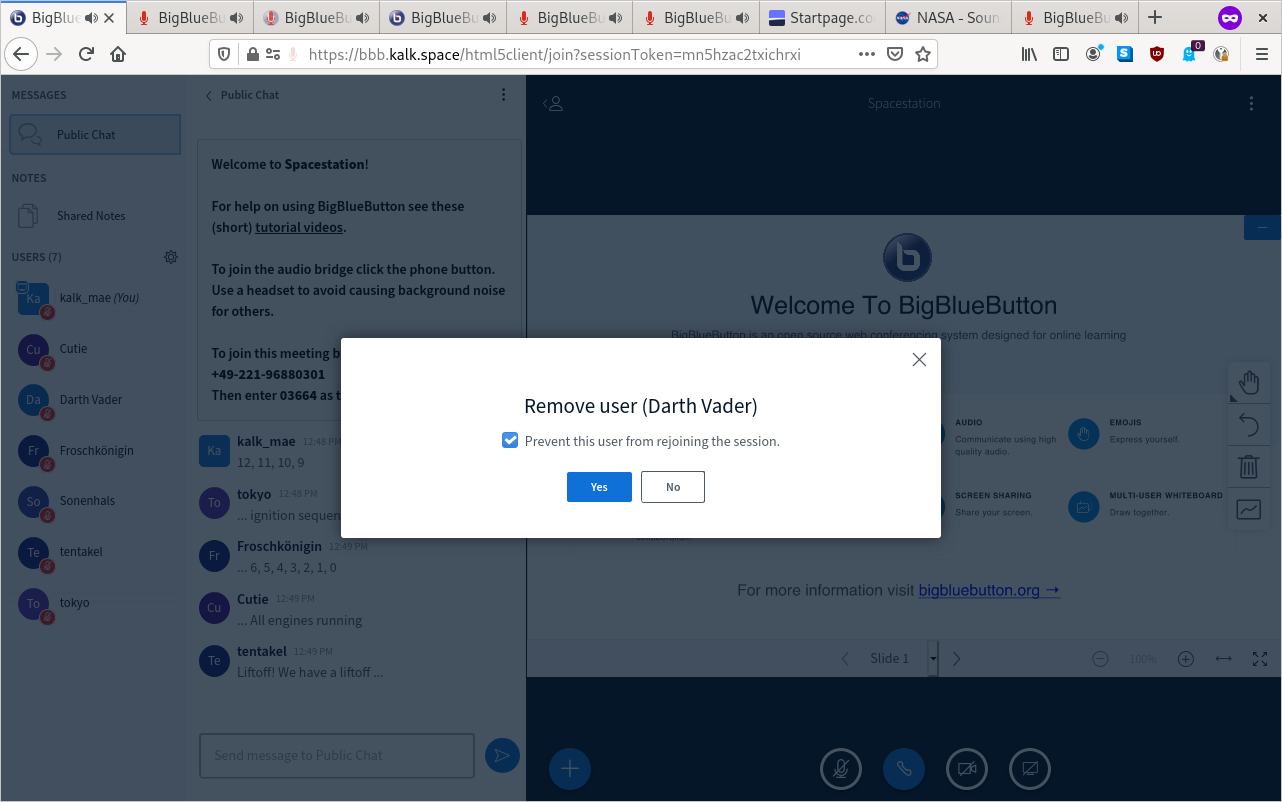 BigBlueBu
BigBlueBu
BigBlueBu
BigBlueBu
BigBlueBu
BigBlueBu
Startpage.co
NASA - Soun
BigBlueBu
https://bbb.kalk.space/html5client/join?sessionToken=mn5hzac2txichrxi
0
MESSAGES
Public Chat
NOTES
Shared Notes
USERS (7)
Ka
kalk_mae (You)
Cu
Cutie
Da
Darth Vader
Fr
Froschkönigin
So
Sonenhals
Te
tentakel
To
tokyo
Public Chat
Welcome to Spacestation!
For help on using BigBlueButton see these
(short) tutorial videos.
To join the audio bridge click the phone button.
Use a headset to avoid causing background noise
for others.
To join this meeting b
+49-221-96880301
Then enter 03664 as t
Ka
kalk_mae 12:48 PM
12, 11, 10, 9
To
tokyo 12:48 PM
... ignition sequen
Fr
Froschkönigin 12:49 PM
... 6, 5, 4, 3, 2, 1, 0
Cu
Cutie 12:49 PM
... All engines running
Te
tentakel 12:49 PM
Liftoff! We have a liftoff ...
Send message to Public Chat
Spacestation
Welcome To BigBlueButton
BigBlueButton is an open source web conferencing system designed for online learning
AUDIO
Communicate using high
quality audio.
EMOJIS
Express yourself.
SCREEN SHARING
Share your screen.
MULTI-USER WHITEBOARD
Draw together.
For more information visit bigbluebutton.org →
Slide 1
100%
Remove user (Darth Vader)
Prevent this user from rejoining the session.
Yes
No